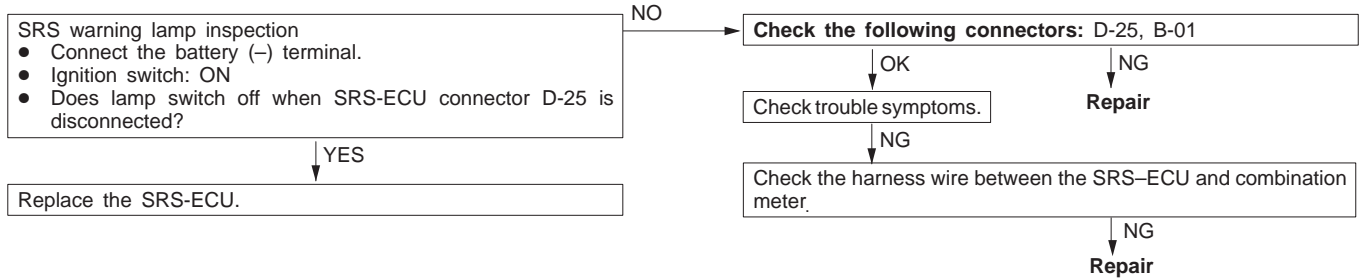 SRS warning lamp inspection
● Connect the battery (–) terminal.
● Ignition switch: ON
● Does lamp switch off when SRS-ECU connector D-25 is
disconnected?
NO
YES
Replace the SRS-ECU.
Check the following connectors: D-25, B-01
OK
NG
Repair
Check trouble symptoms.
NG
Check the harness wire between the SRS–ECU and combination
meter.
NG
Repair